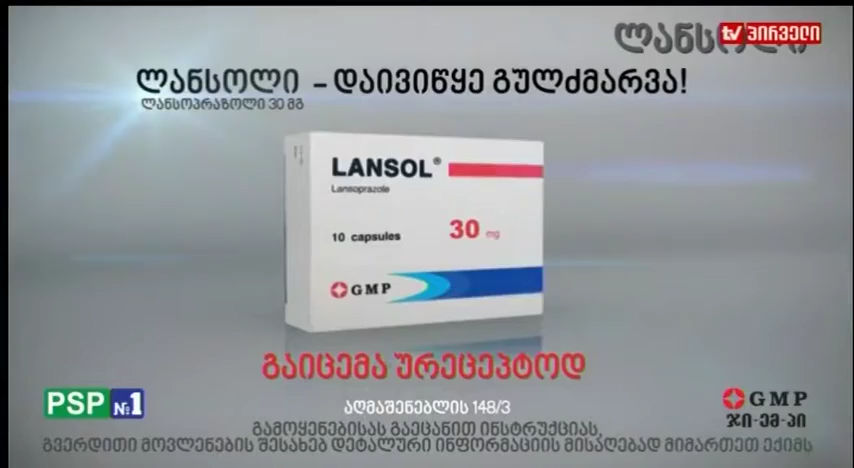 ლანსოლი
tv პირველი
ლანსოლი – დაივიწყე გულძმარვა!
ლანსოპრაზოლი 30 მგ
LANSOL®
Lansoprazole
10 capsules 30 mg
GMP
გაიცემა ურეცეპტოდ
PSP №1
აღმაშენებლის 148/3
GMP
ჯი-ემ-პი
გამოყენებისას გაეცანით ინსტრუქციას,
გვერდითი მოვლენების შესახებ დეტალური ინფორმაციის მისაღებად მიმართეთ ექიმს